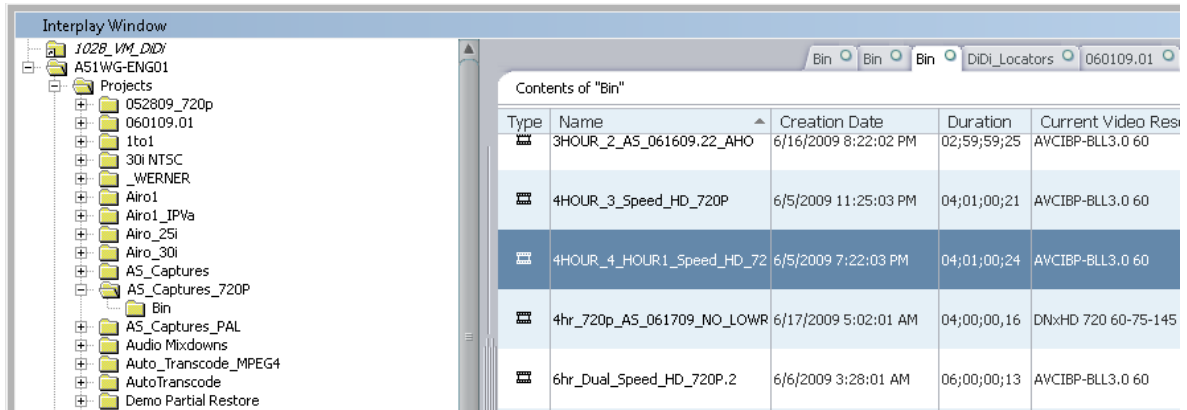 Interplay Window
1028_VM_DiDi
A51WG-ENG01
Projects
052809_720p
060109.01
1to1
30i NTSC
_WERNER
Airo1
Airo1_IPVa
Airo_25i
Airo_30i
AS_Captures
AS_Captures_720P
Bin
AS_Captures_PAL
Audio Mixdowns
Auto_Transcode_MPEG4
AutoTranscode
Demo Partial Restore
Bin Bin Bin DiDi_Locators 060109.01
Contents of "Bin"
Type Name Creation Date Duration Current Video Resc
3HOUR_2_AS_061609.22_AHO 6/16/2009 8:22:02 PM 02;59;59;25 AVCIBP-BLL3.0 60
4HOUR_3_Speed_HD_720P 6/5/2009 11:25:03 PM 04;01;00;21 AVCIBP-BLL3.0 60
4HOUR_4_HOUR1_Speed_HD_72 6/5/2009 7:22:03 PM 04;01;00;24 AVCIBP-BLL3.0 60
4hr_720p_AS_061709_NO_LOWR 6/17/2009 5:02:01 AM 04;00;00,16 DNxHD 720 60-75-145
6hr_Dual_Speed_HD_720P.2 6/6/2009 3:28:01 AM 06;00;00;13 AVCIBP-BLL3.0 60